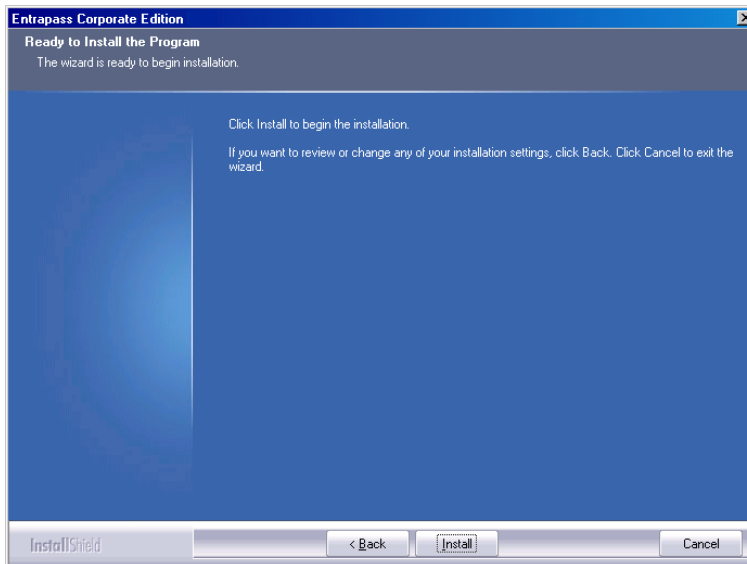 Entrapass Corporate Edition
Ready to Install the Program
The wizard is ready to begin installation.
Click Install to begin the installation.
If you want to review or change any of your installation settings, click Back. Click Cancel to exit the
wizard.
InstallShield
< Back
Install
Cancel